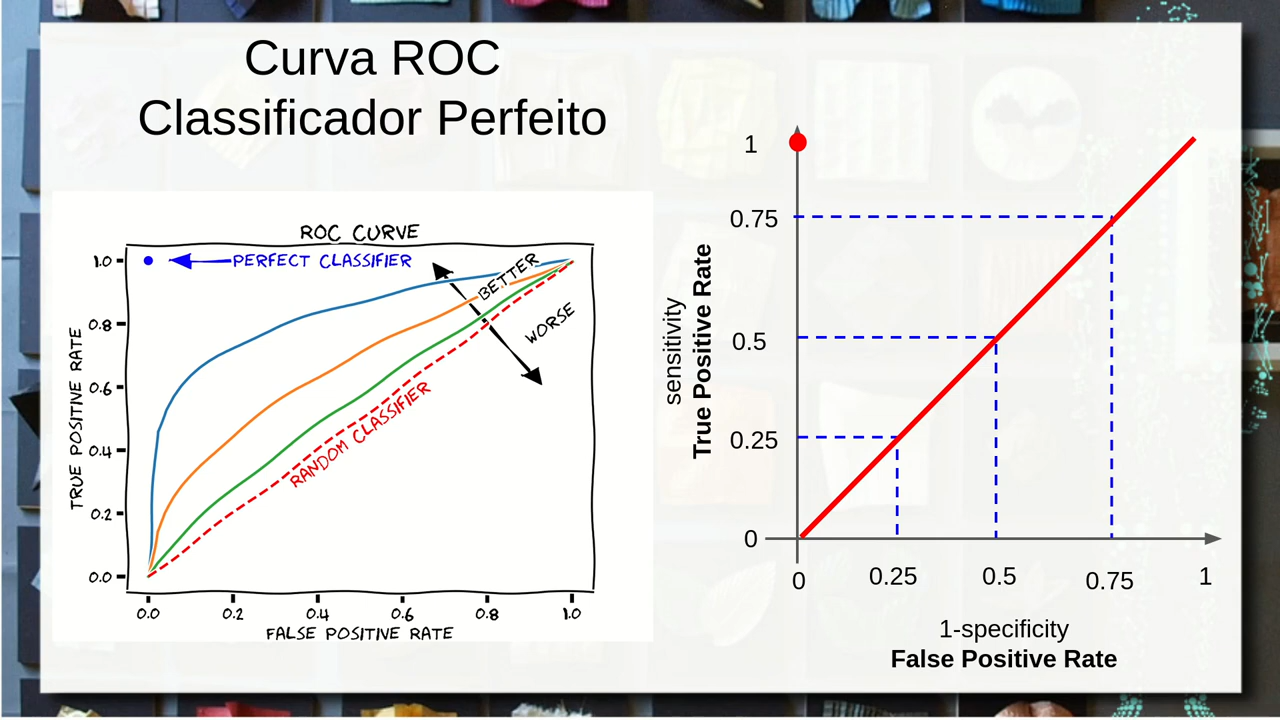 Curva ROC
Classificador Perfeito
ROC CURVE
PERFECT CLASSIFIER
BETTER
WORSE
RANDOM CLASSIFIER
TRUE POSITIVE RATE
1.0
0.8
0.6
0.4
0.2
0.0
0.0 0.2 0.4 0.6 0.8 1.0
FALSE POSITIVE RATE
sensitivity
True Positive Rate
1
0.75
0.5
0.25
0
0 0.25 0.5 0.75 1
1-specificity
False Positive Rate